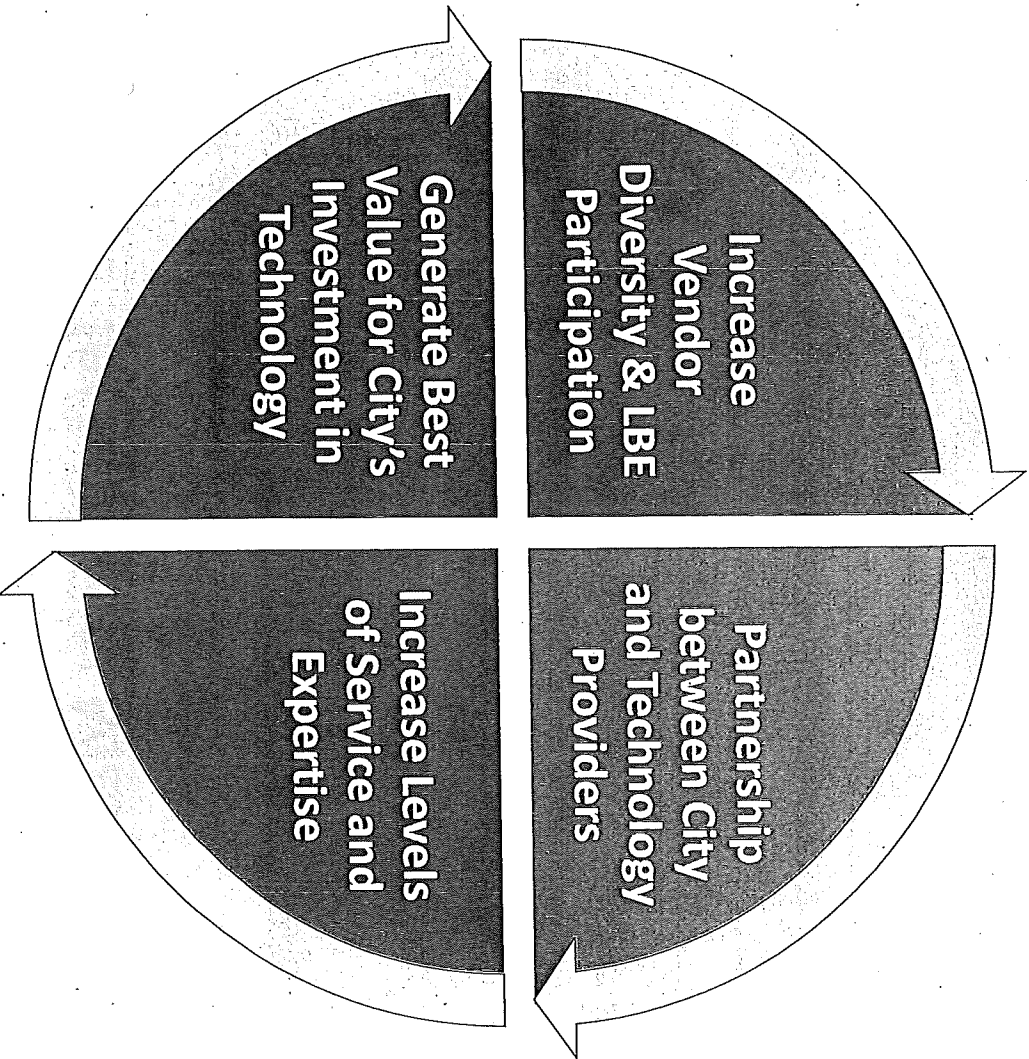 Increase
Vendor
Diversity & LBE
Participation
Partnership
between City
and Technology
Providers
Generate Best
Value for City's
Investment in
Technology
Increase Levels
of Service and
Expertise